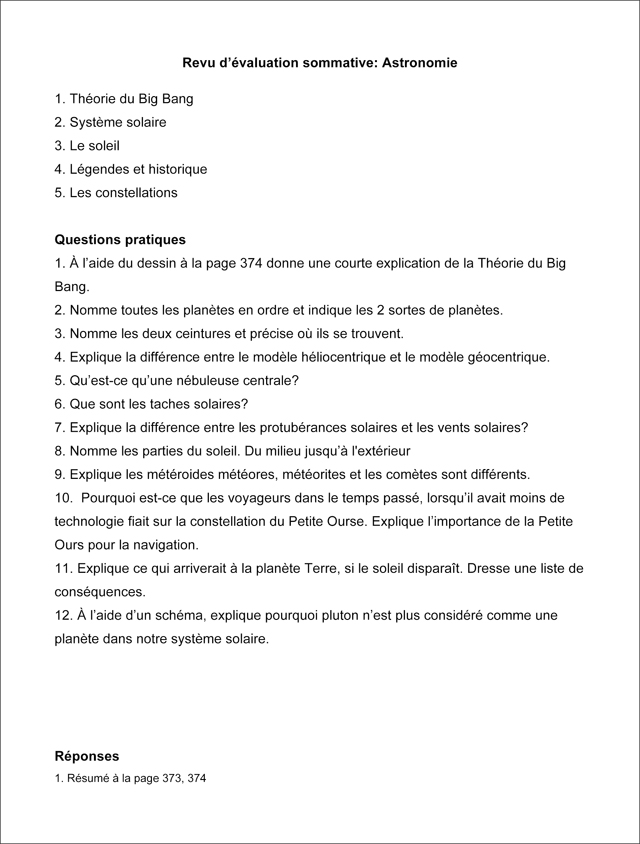 Revu d’évaluation sommative: Astronomie
1. Théorie du Big Bang
2. Système solaire
3. Le soleil
4. Légendes et historique
5. Les constellations
Questions pratiques
1. À l’aide du dessin à la page 374 donne une courte explication de la Théorie du Big
Bang.
2. Nomme toutes les planètes en ordre et indique les 2 sortes de planètes.
3. Nomme les deux ceintures et précise où ils se trouvent.
4. Explique la différence entre le modèle héliocentrique et le modèle géocentrique.
5. Qu’est-ce qu’une nébuleuse centrale?
6. Que sont les taches solaires?
7. Explique la différence entre les protubérances solaires et les vents solaires?
8. Nomme les parties du soleil. Du milieu jusqu’à l'extérieur
9. Explique les météroides météores, météorites et les comètes sont différents.
10.  Pourquoi est-ce que les voyageurs dans le temps passé, lorsqu’il avait moins de
technologie fiait sur la constellation du Petite Ourse. Explique l’importance de la Petite
Ours pour la navigation.
11. Explique ce qui arriverait à la planète Terre, si le soleil disparaît. Dresse une liste de
conséquences.
12. À l’aide d’un schéma, explique pourquoi pluton n’est plus considéré comme une
planète dans notre système solaire.
Réponses
1. Résumé à la page 373, 374